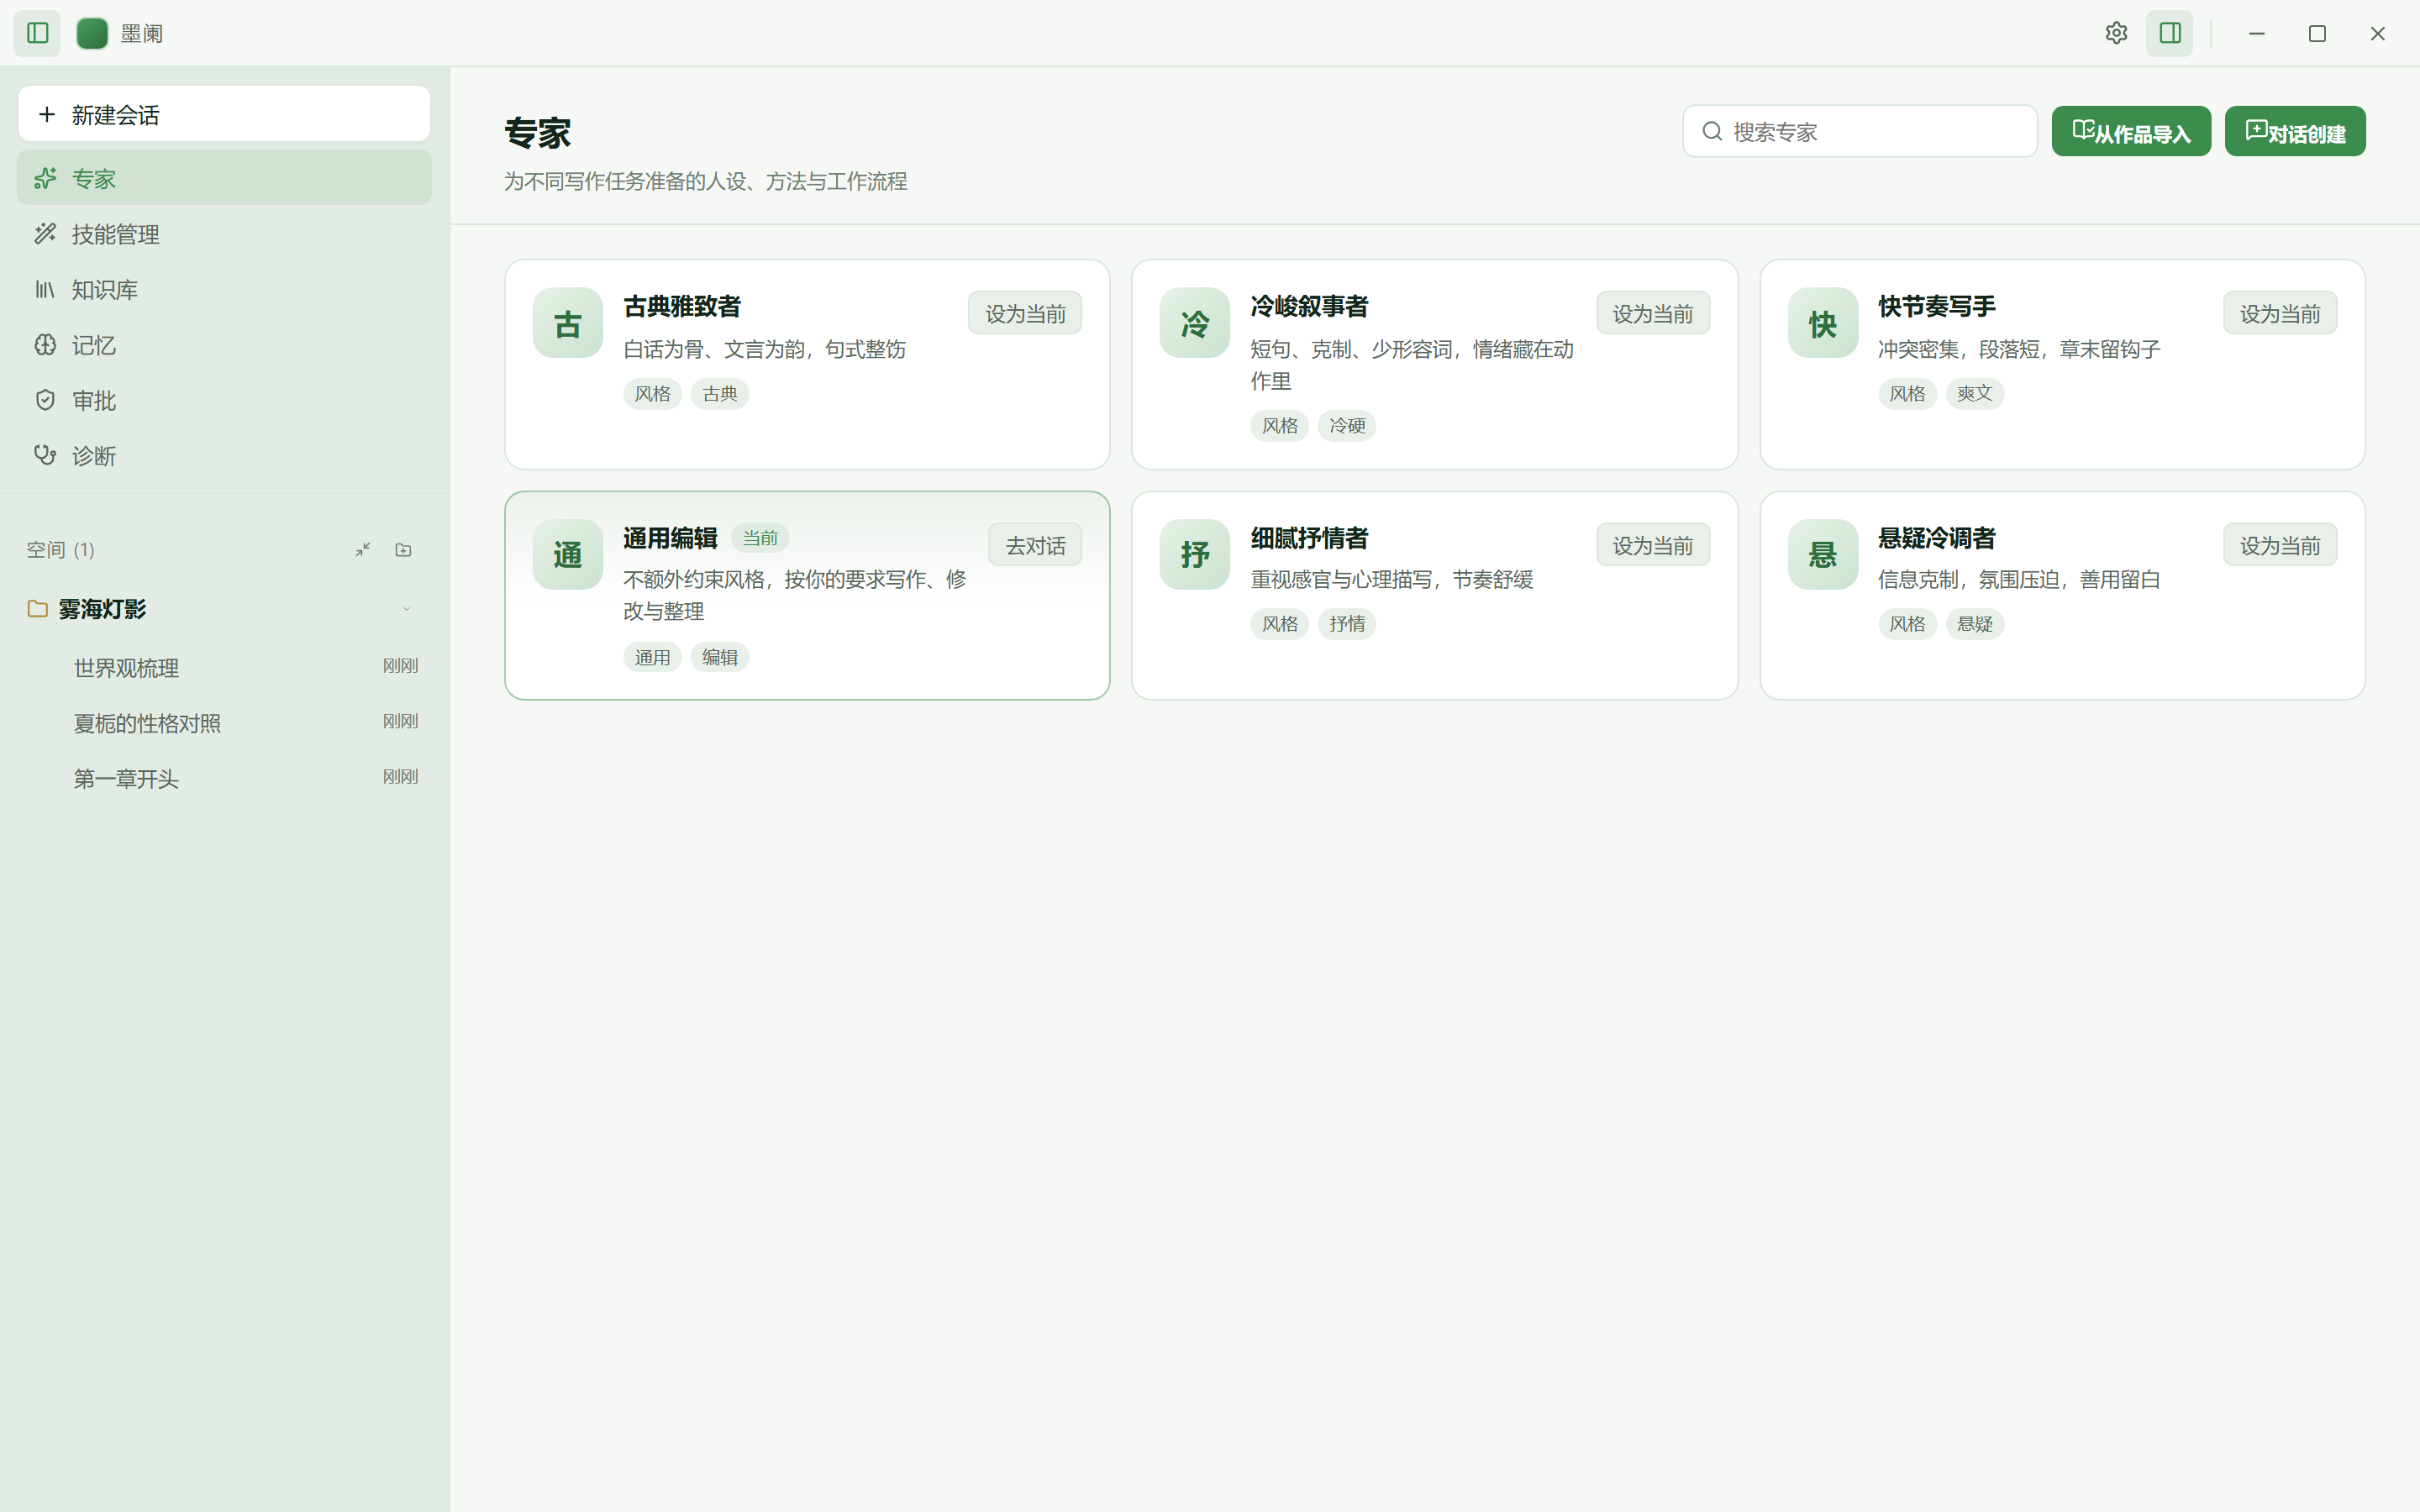 墨阑
新建会话
专家
技能管理
知识库
记忆
审批
诊断
空间 (1)
雾海灯影
世界观梳理 刚刚
夏栀的性格对照 刚刚
第一章开头 刚刚
专家
为不同写作任务准备的人设、方法与工作流程
搜索专家
从作品导入
对话创建
古
古典雅致者
设为当前
白话为骨、文言为韵，句式整饬
风格 古典
冷
冷峻叙事者
设为当前
短句、克制、少形容词，情绪藏在动
作里
风格 冷硬
快
快节奏写手
设为当前
冲突密集，段落短，章末留钩子
风格 爽文
通
通用编辑 当前
去对话
不额外约束风格，按你的要求写作、修
改与整理
通用 编辑
抒
细腻抒情者
设为当前
重视感官与心理描写，节奏舒缓
风格 抒情
悬
悬疑冷调者
设为当前
信息克制，氛围压迫，善用留白
风格 悬疑